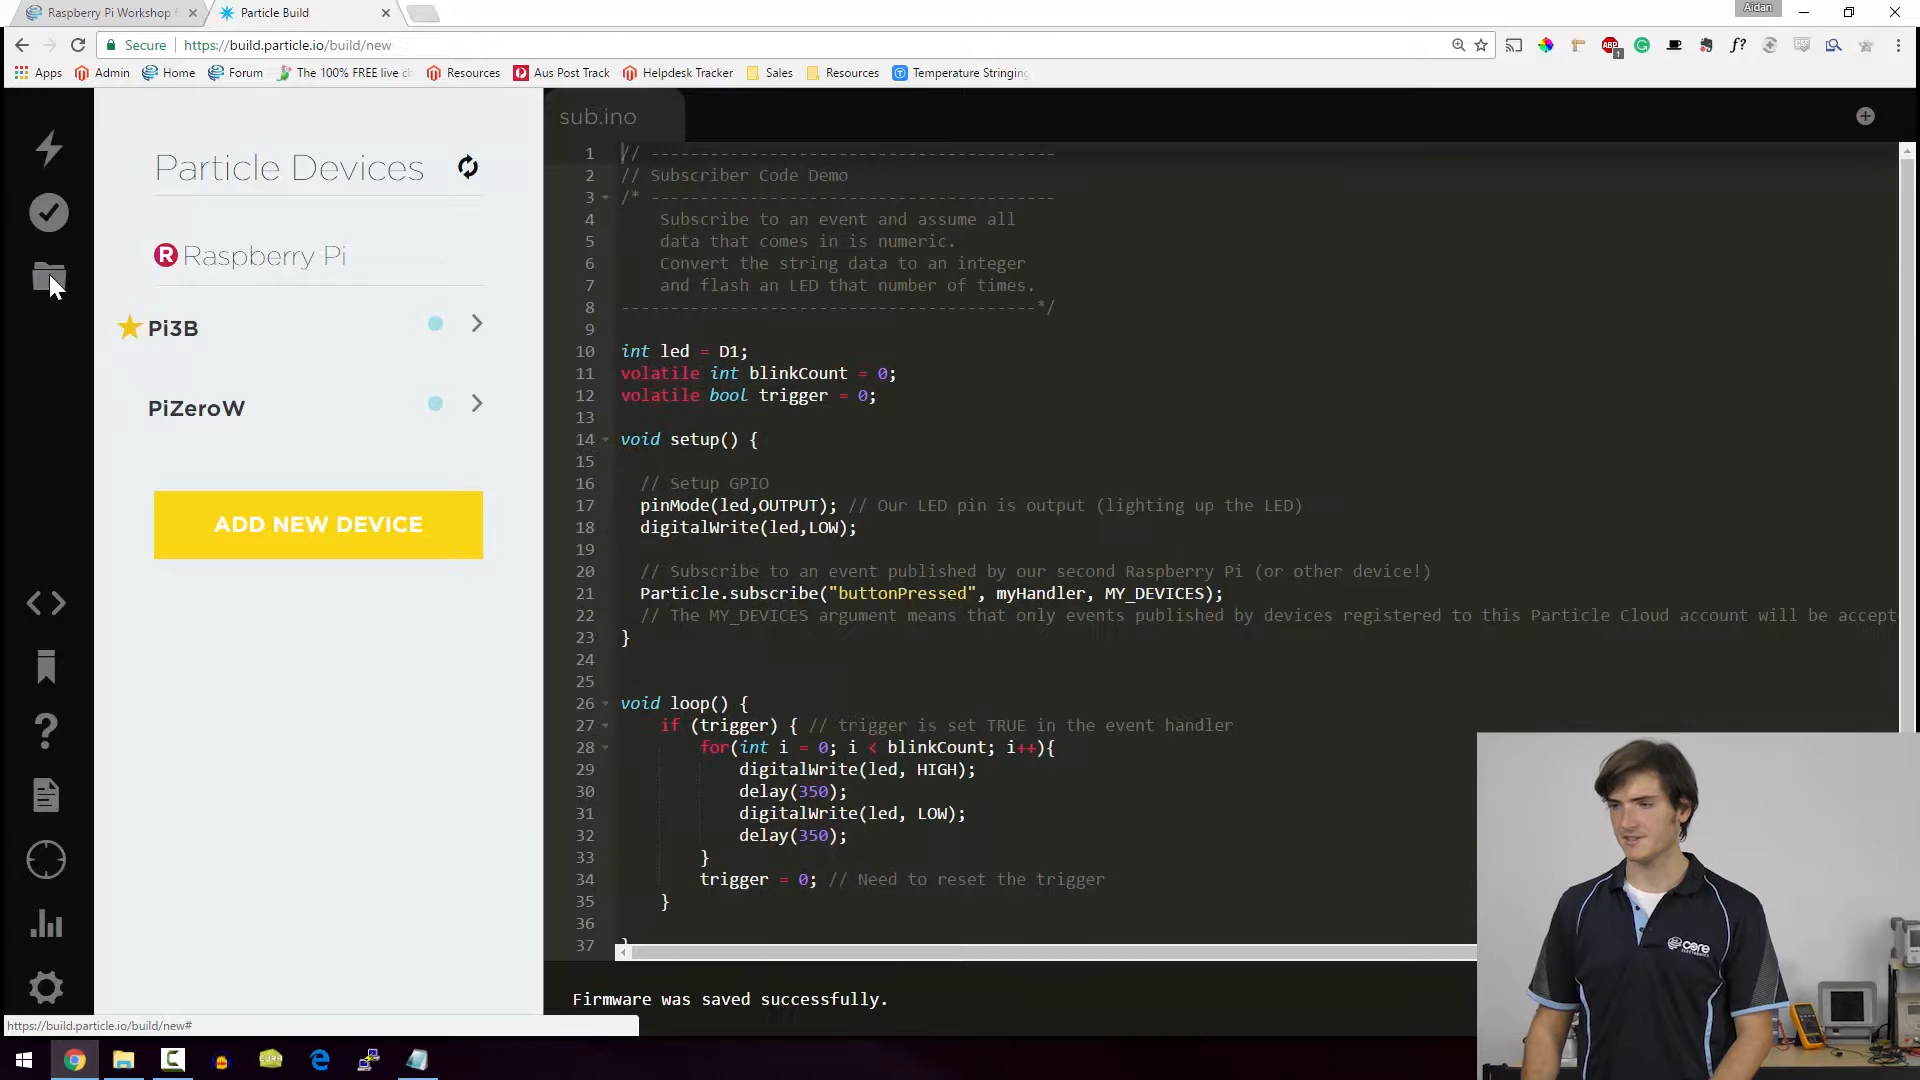 Raspberry Pi Workshop
Particle Build
Aidan
Secure
https://build.particle.io/build/new
ABP
1
f?
Apps
Admin
Home
Forum
The 100% FREE live c
Resources
Aus Post Track
Helpdesk Tracker
Sales
Resources
Temperature Stringing
Particle Devices
Raspberry Pi
Pi3B
PiZeroW
ADD NEW DEVICE
sub.ino
1 // ---------------------------------------
2 // Subscriber Code Demo
3 /* ---------------------------------------
4 Subscribe to an event and assume all
5 data that comes in is numeric.
6 Convert the string data to an integer
7 and flash an LED that number of times.
8 ------------------------------------------*/
9
10 int led = D1;
11 volatile int blinkCount = 0;
12 volatile bool trigger = 0;
13
14 void setup() {
15
16 // Setup GPIO
17 pinMode(led,OUTPUT); // Our LED pin is output (lighting up the LED)
18 digitalWrite(led,LOW);
19
20 // Subscribe to an event published by our second Raspberry Pi (or other device!)
21 Particle.subscribe("buttonPressed", myHandler, MY_DEVICES);
22 // The MY_DEVICES argument means that only events published by devices registered to this Particle Cloud account will be accept
23 }
24
25
26 void loop() {
27 if (trigger) { // trigger is set TRUE in the event handler
28 for(int i = 0; i < blinkCount; i++){
29 digitalWrite(led, HIGH);
30 delay(350);
31 digitalWrite(led, LOW);
32 delay(350);
33 }
34 trigger = 0; // Need to reset the trigger
35 }
36
37 }
Firmware was saved successfully.
https://build.particle.io/build/new#
core
ELECTRONICS
CURA